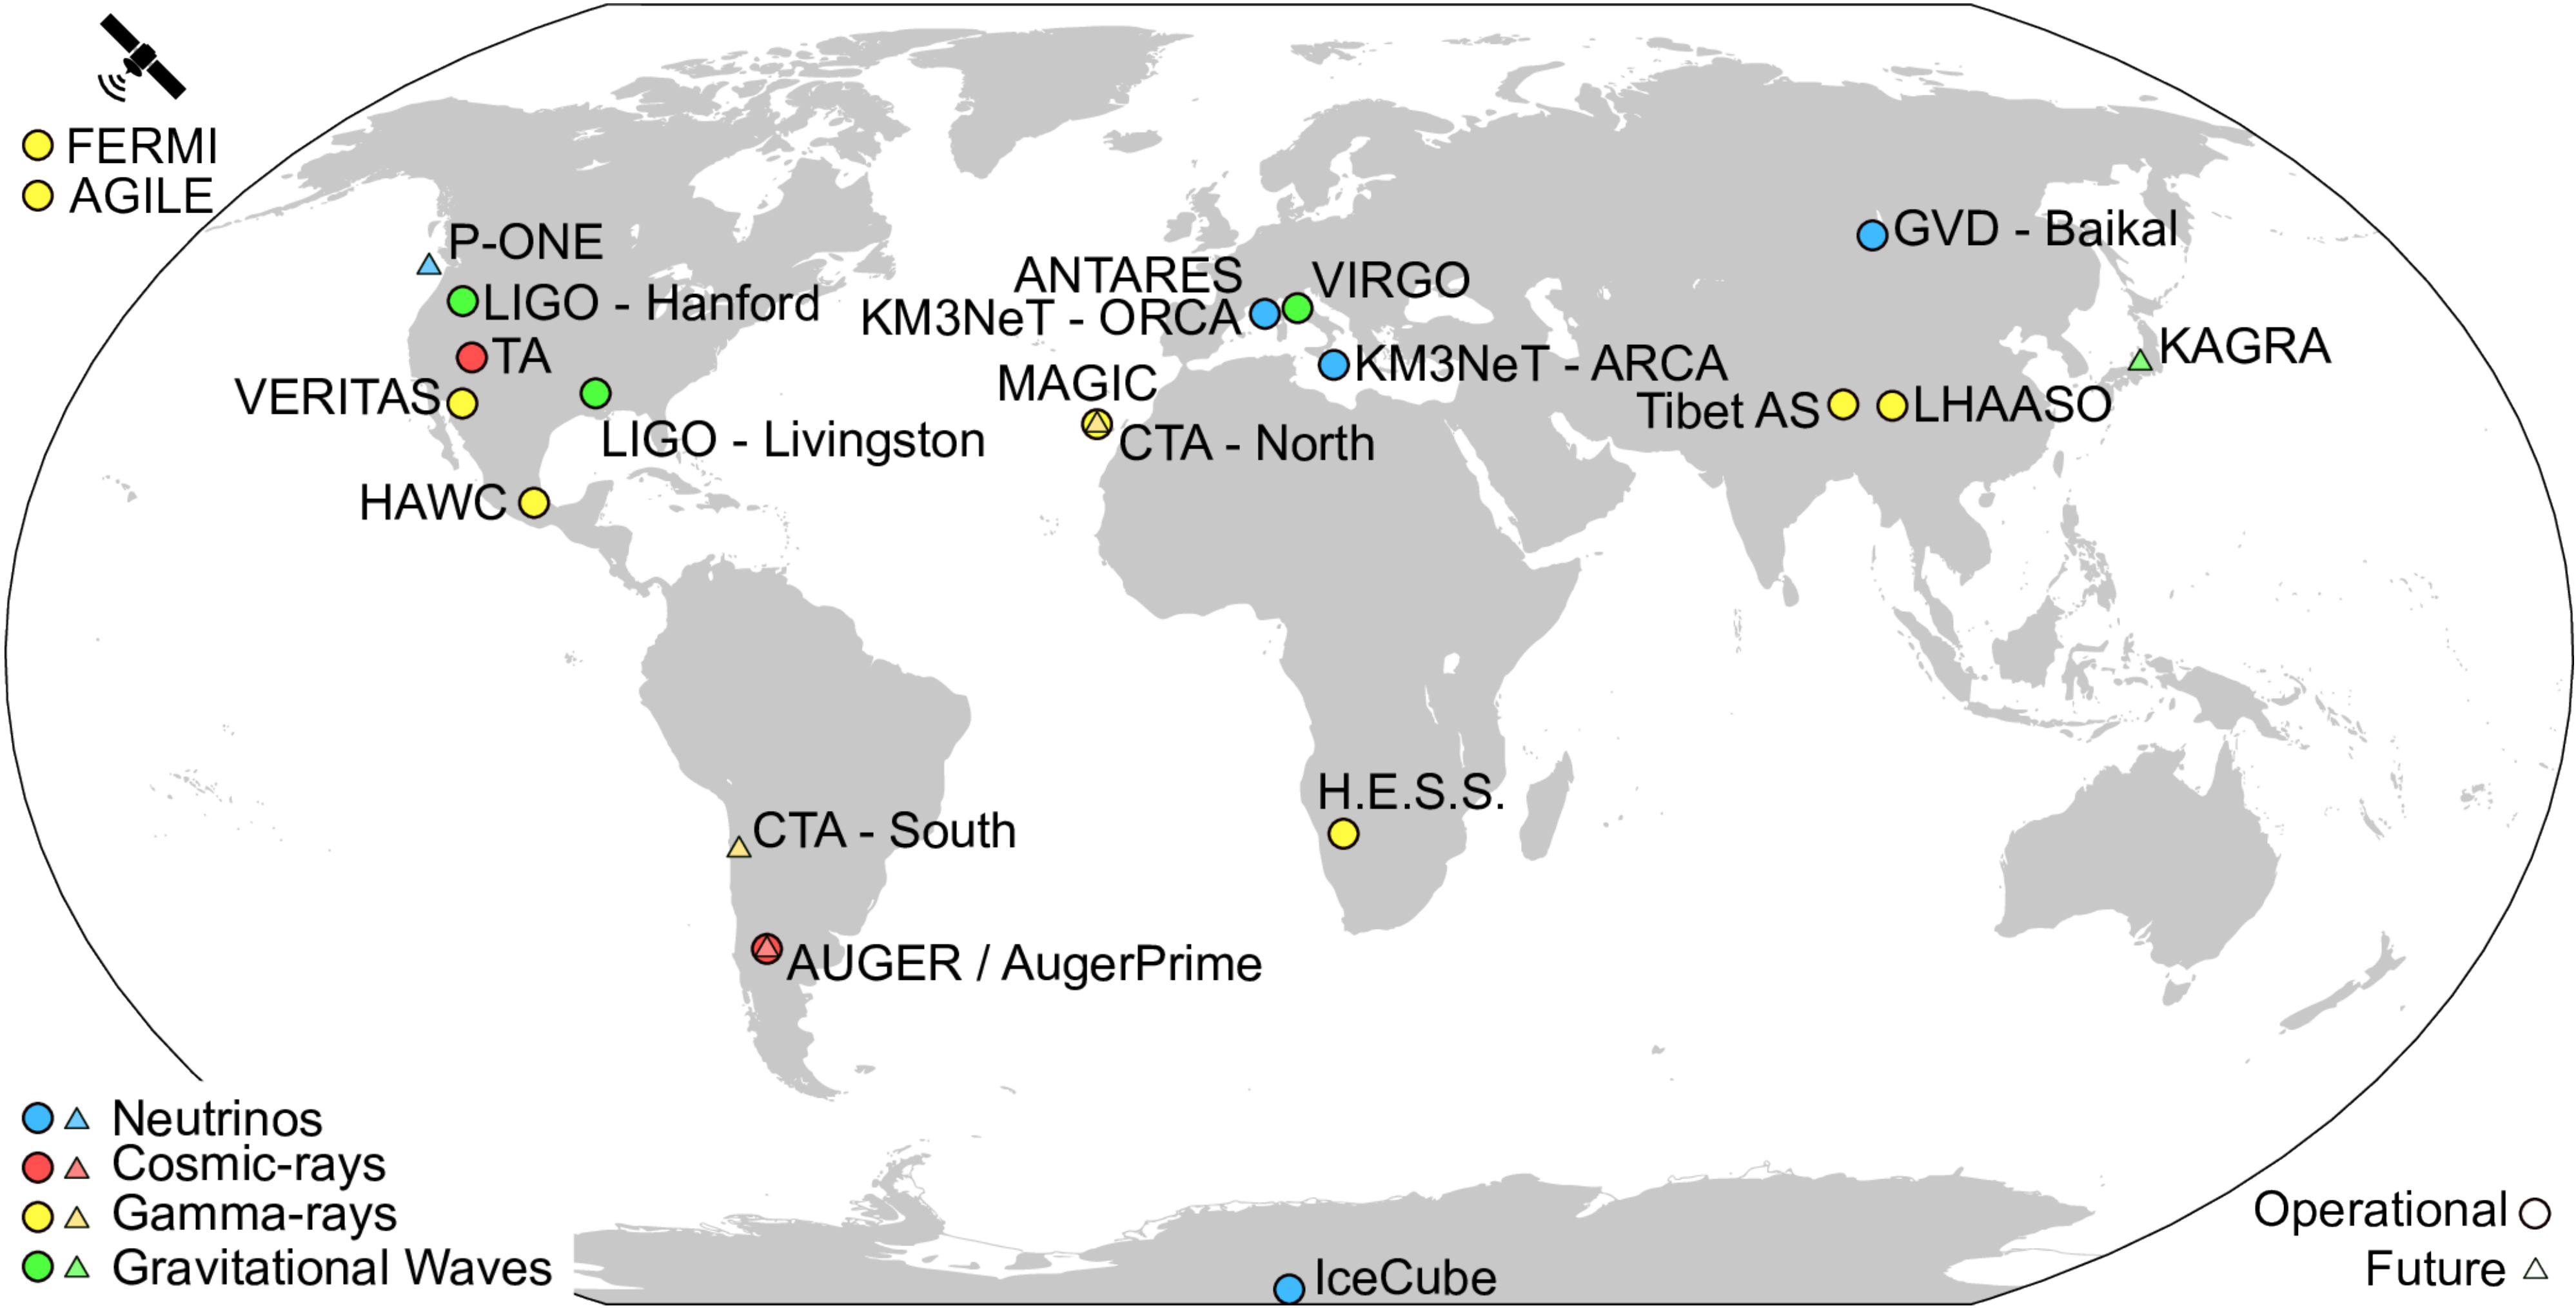 FERMI
AGILE
P-ONE
LIGO - Hanford
TA
VERITAS
LIGO - Livingston
HAWC
ANTARES
KM3NeT - ORCA
VIRGO
KM3NeT - ARCA
MAGIC
CTA - North
GVD - Baikal
KAGRA
Tibet AS
LHAASO
H.E.S.S.
CTA - South
AUGER / AugerPrime
IceCube
Neutrinos
Cosmic-rays
Gamma-rays
Gravitational Waves
Operational
Future